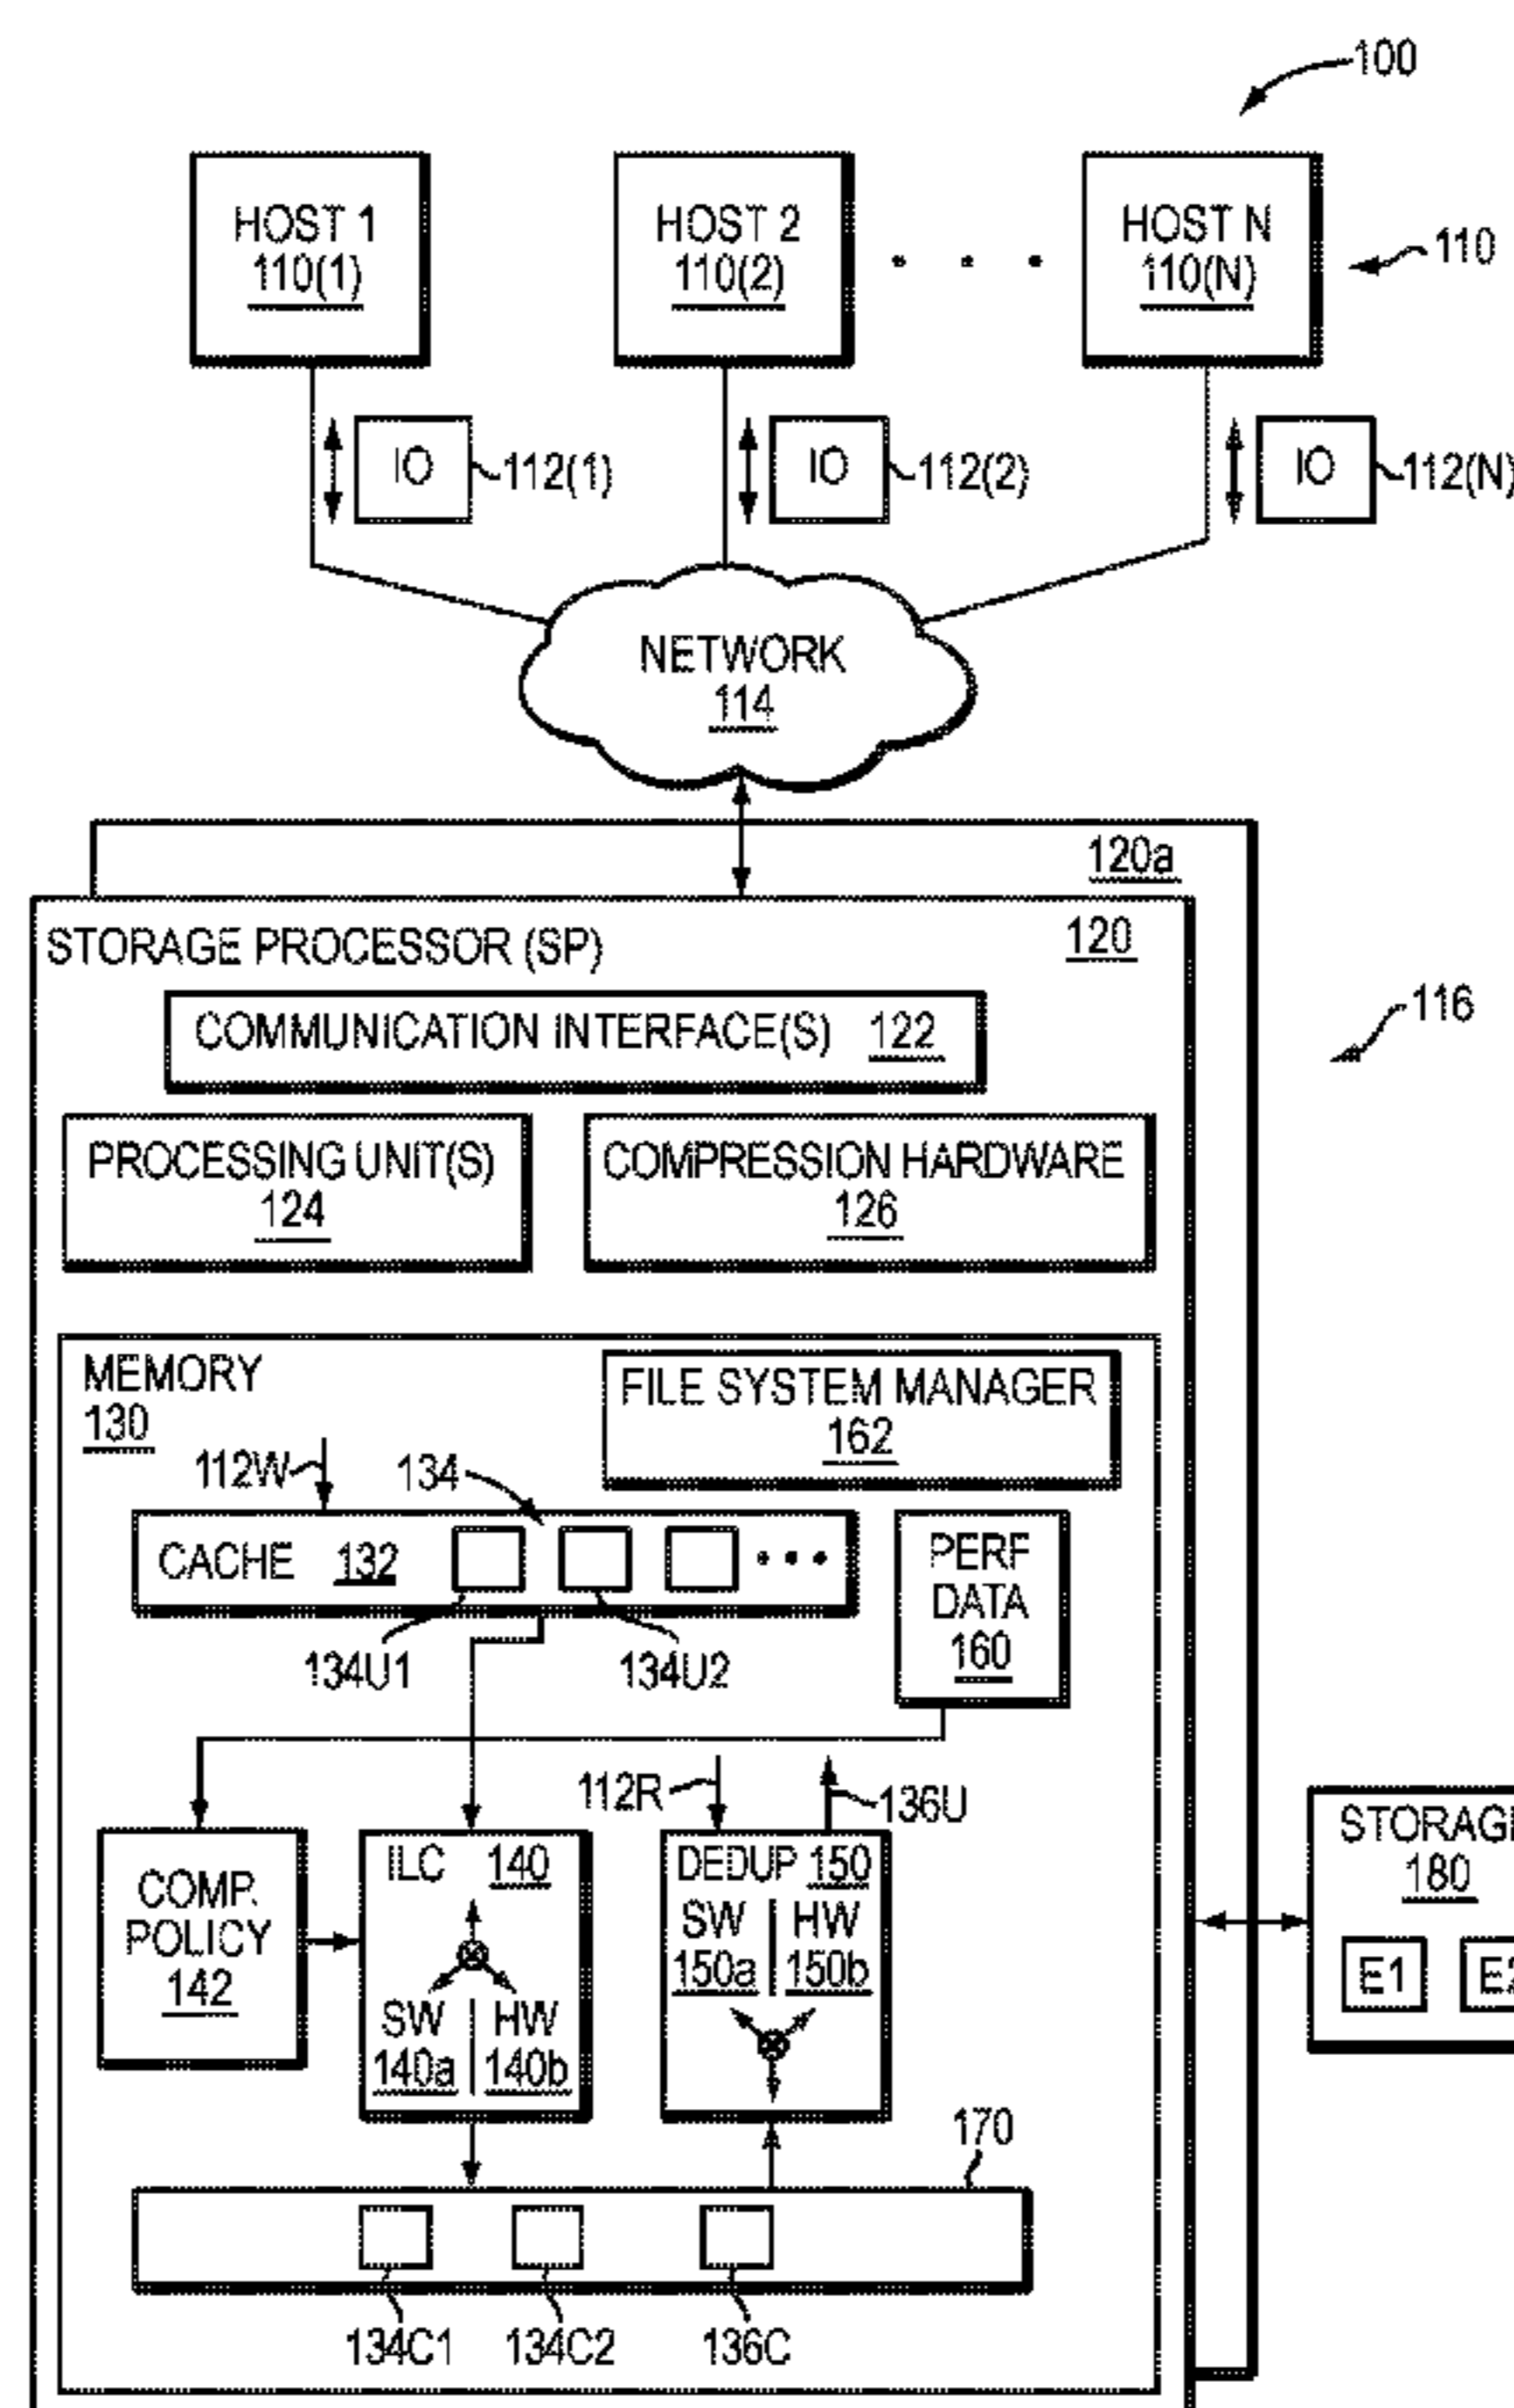 100
HOST 1
110(1)
HOST 2
110(2)
HOST N
110(N)
110
IO
112(1)
IO
112(2)
IO
112(N)
NETWORK
114
120a
STORAGE PROCESSOR (SP)
120
116
COMMUNICATION INTERFACE(S) 122
PROCESSING UNIT(S)
124
COMPRESSION HARDWARE
126
MEMORY
130
FILE SYSTEM MANAGER
162
112W
134
CACHE 132
PERF
DATA
160
134U1
134U2
112R
136U
COMP.
POLICY
142
ILC 140
SW HW
140a 140b
DEDUP 150
SW HW
150a 150b
STORAGE
180
E1
E2
170
134C1
134C2
136C